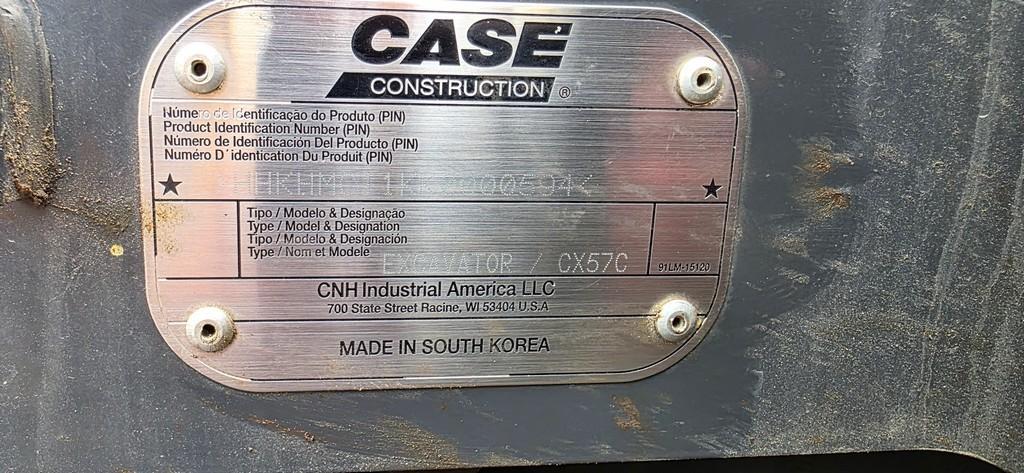 CASE
CONSTRUCTION ®
Número de Identificaçao do Produto (PIN)
Product Identification Number (PIN)
Número de Identificación Del Producto (PIN)
Numéro D´identication Du Produit (PIN)
Tipo / Modelo & Designação
Type / Model & Designation
Tipo / Modelo & Designación
Type / Nom et Modele
EXCAVATOR / CX57C
91LM-15120
CNH Industrial America LLC
700 State Street Racine, WI 53404 U.S.A
MADE IN SOUTH KOREA